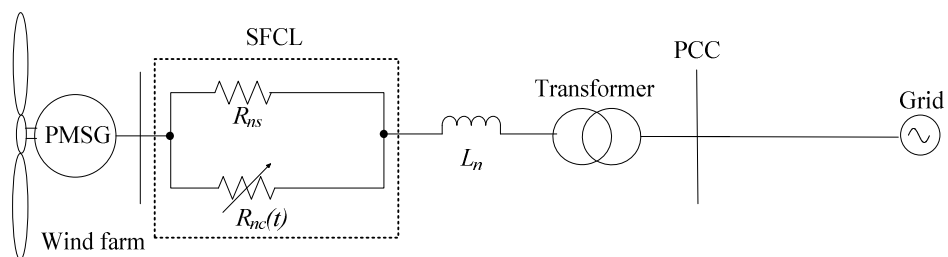 SFCL
PCC
Transformer
Grid
R_ns
PMSG
L_n
R_nc(t)
Wind farm